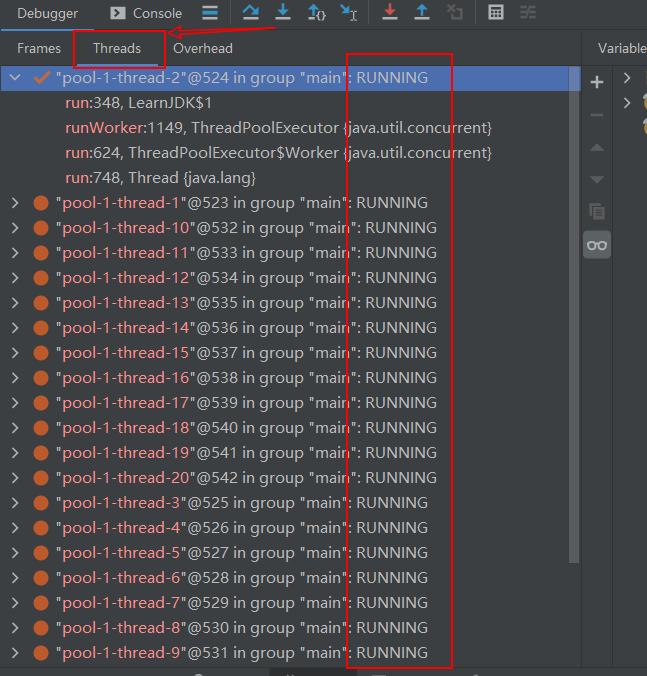 Debugger Console
Frames Threads Overhead Variable
"pool-1-thread-2"@524 in group "main": RUNNING
run:348, LearnJDK$1
runWorker:1149, ThreadPoolExecutor {java.util.concurrent}
run:624, ThreadPoolExecutor$Worker {java.util.concurrent}
run:748, Thread {java.lang}
"pool-1-thread-1"@523 in group "main": RUNNING
"pool-1-thread-10"@532 in group "main": RUNNING
"pool-1-thread-11"@533 in group "main": RUNNING
"pool-1-thread-12"@534 in group "main": RUNNING
"pool-1-thread-13"@535 in group "main": RUNNING
"pool-1-thread-14"@536 in group "main": RUNNING
"pool-1-thread-15"@537 in group "main": RUNNING
"pool-1-thread-16"@538 in group "main": RUNNING
"pool-1-thread-17"@539 in group "main": RUNNING
"pool-1-thread-18"@540 in group "main": RUNNING
"pool-1-thread-19"@541 in group "main": RUNNING
"pool-1-thread-20"@542 in group "main": RUNNING
"pool-1-thread-3"@525 in group "main": RUNNING
"pool-1-thread-4"@526 in group "main": RUNNING
"pool-1-thread-5"@527 in group "main": RUNNING
"pool-1-thread-6"@528 in group "main": RUNNING
"pool-1-thread-7"@529 in group "main": RUNNING
"pool-1-thread-8"@530 in group "main": RUNNING
"pool-1-thread-9"@531 in group "main": RUNNING